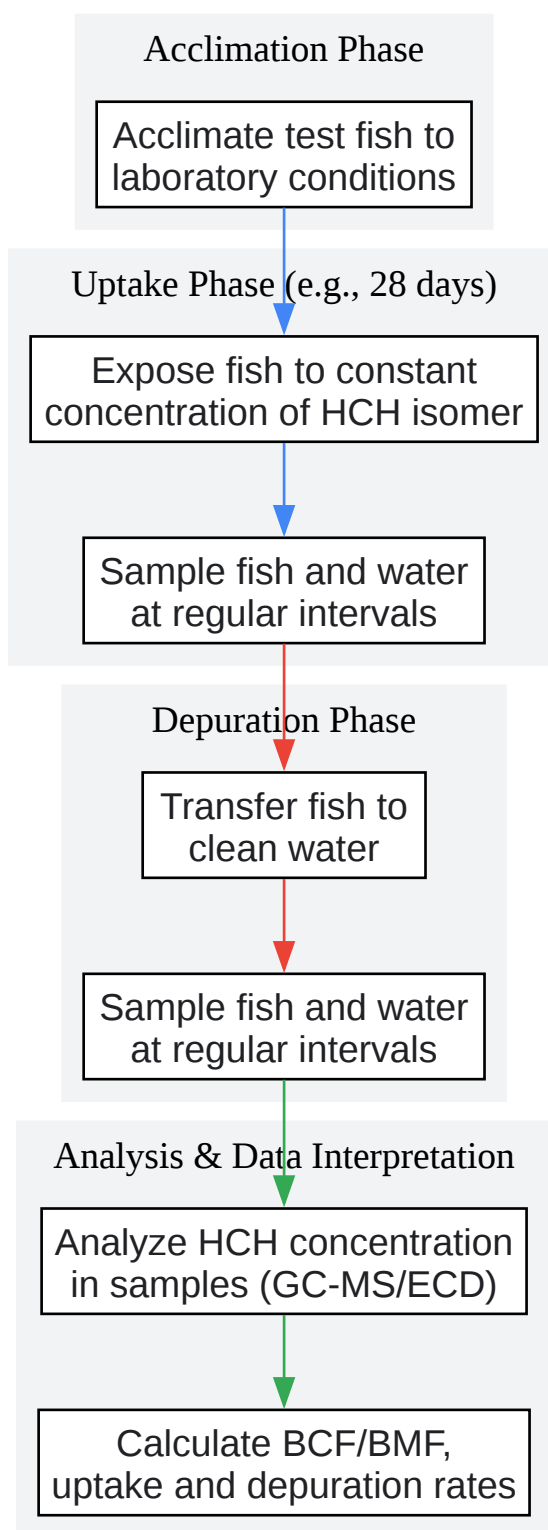 Acclimation Phase
Acclimate test fish to
laboratory conditions
Uptake Phase (e.g., 28 days)
Expose fish to constant
concentration of HCH isomer
Sample fish and water
at regular intervals
Depuration Phase
Transfer fish to
clean water
Sample fish and water
at regular intervals
Analysis & Data Interpretation
Analyze HCH concentration
in samples (GC-MS/ECD)
Calculate BCF/BMF,
uptake and depuration rates